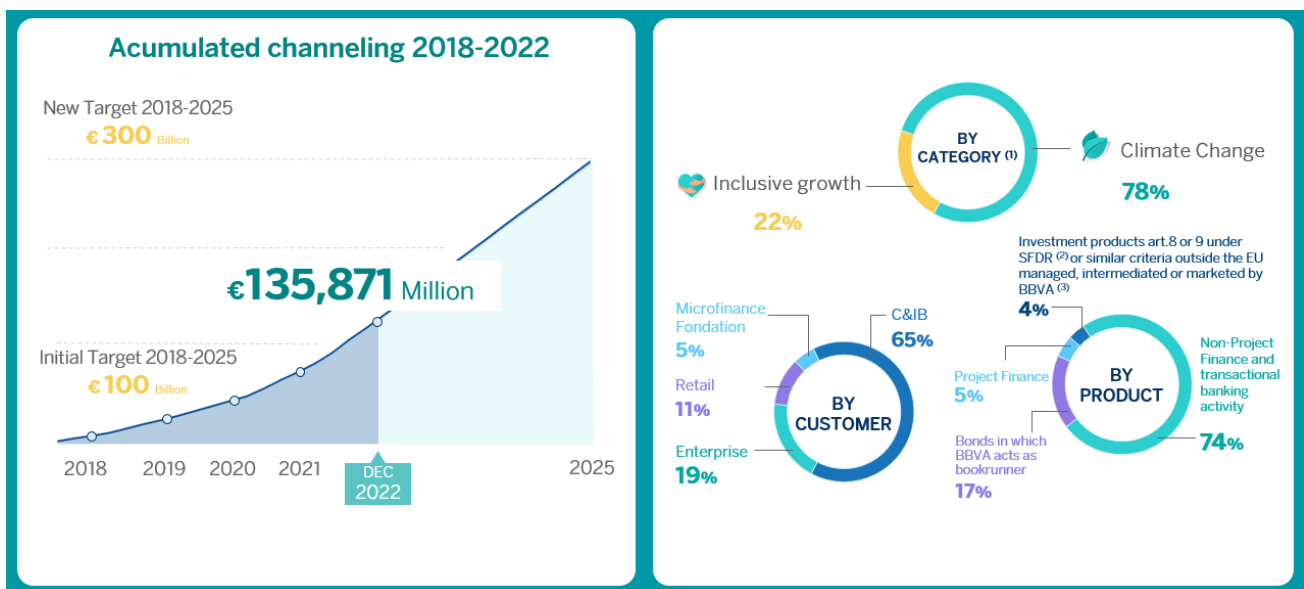 Acumulated channeling 2018-2022
New Target 2018-2025
€ 300 Billion
€135,871 Million
Initial Target 2018-2025
€ 100 Billion
2018
2019
2020
2021
DEC
2022
2025
BY
CATEGORY (1)
Climate Change
78%
Inclusive growth
22%
Microfinance
Fondation
5%
Retail
11%
Enterprise
19%
C&IB
65%
BY
CUSTOMER
Investment products art.8 or 9 under
SFDR (2) or similar criteria outside the EU
managed, intermediated or marketed by
BBVA (3)
4%
Project Finance
5%
Bonds in which
BBVA acts as
bookrunner
17%
BY
PRODUCT
Non-Project
Finance and
transactional
banking
activity
74%